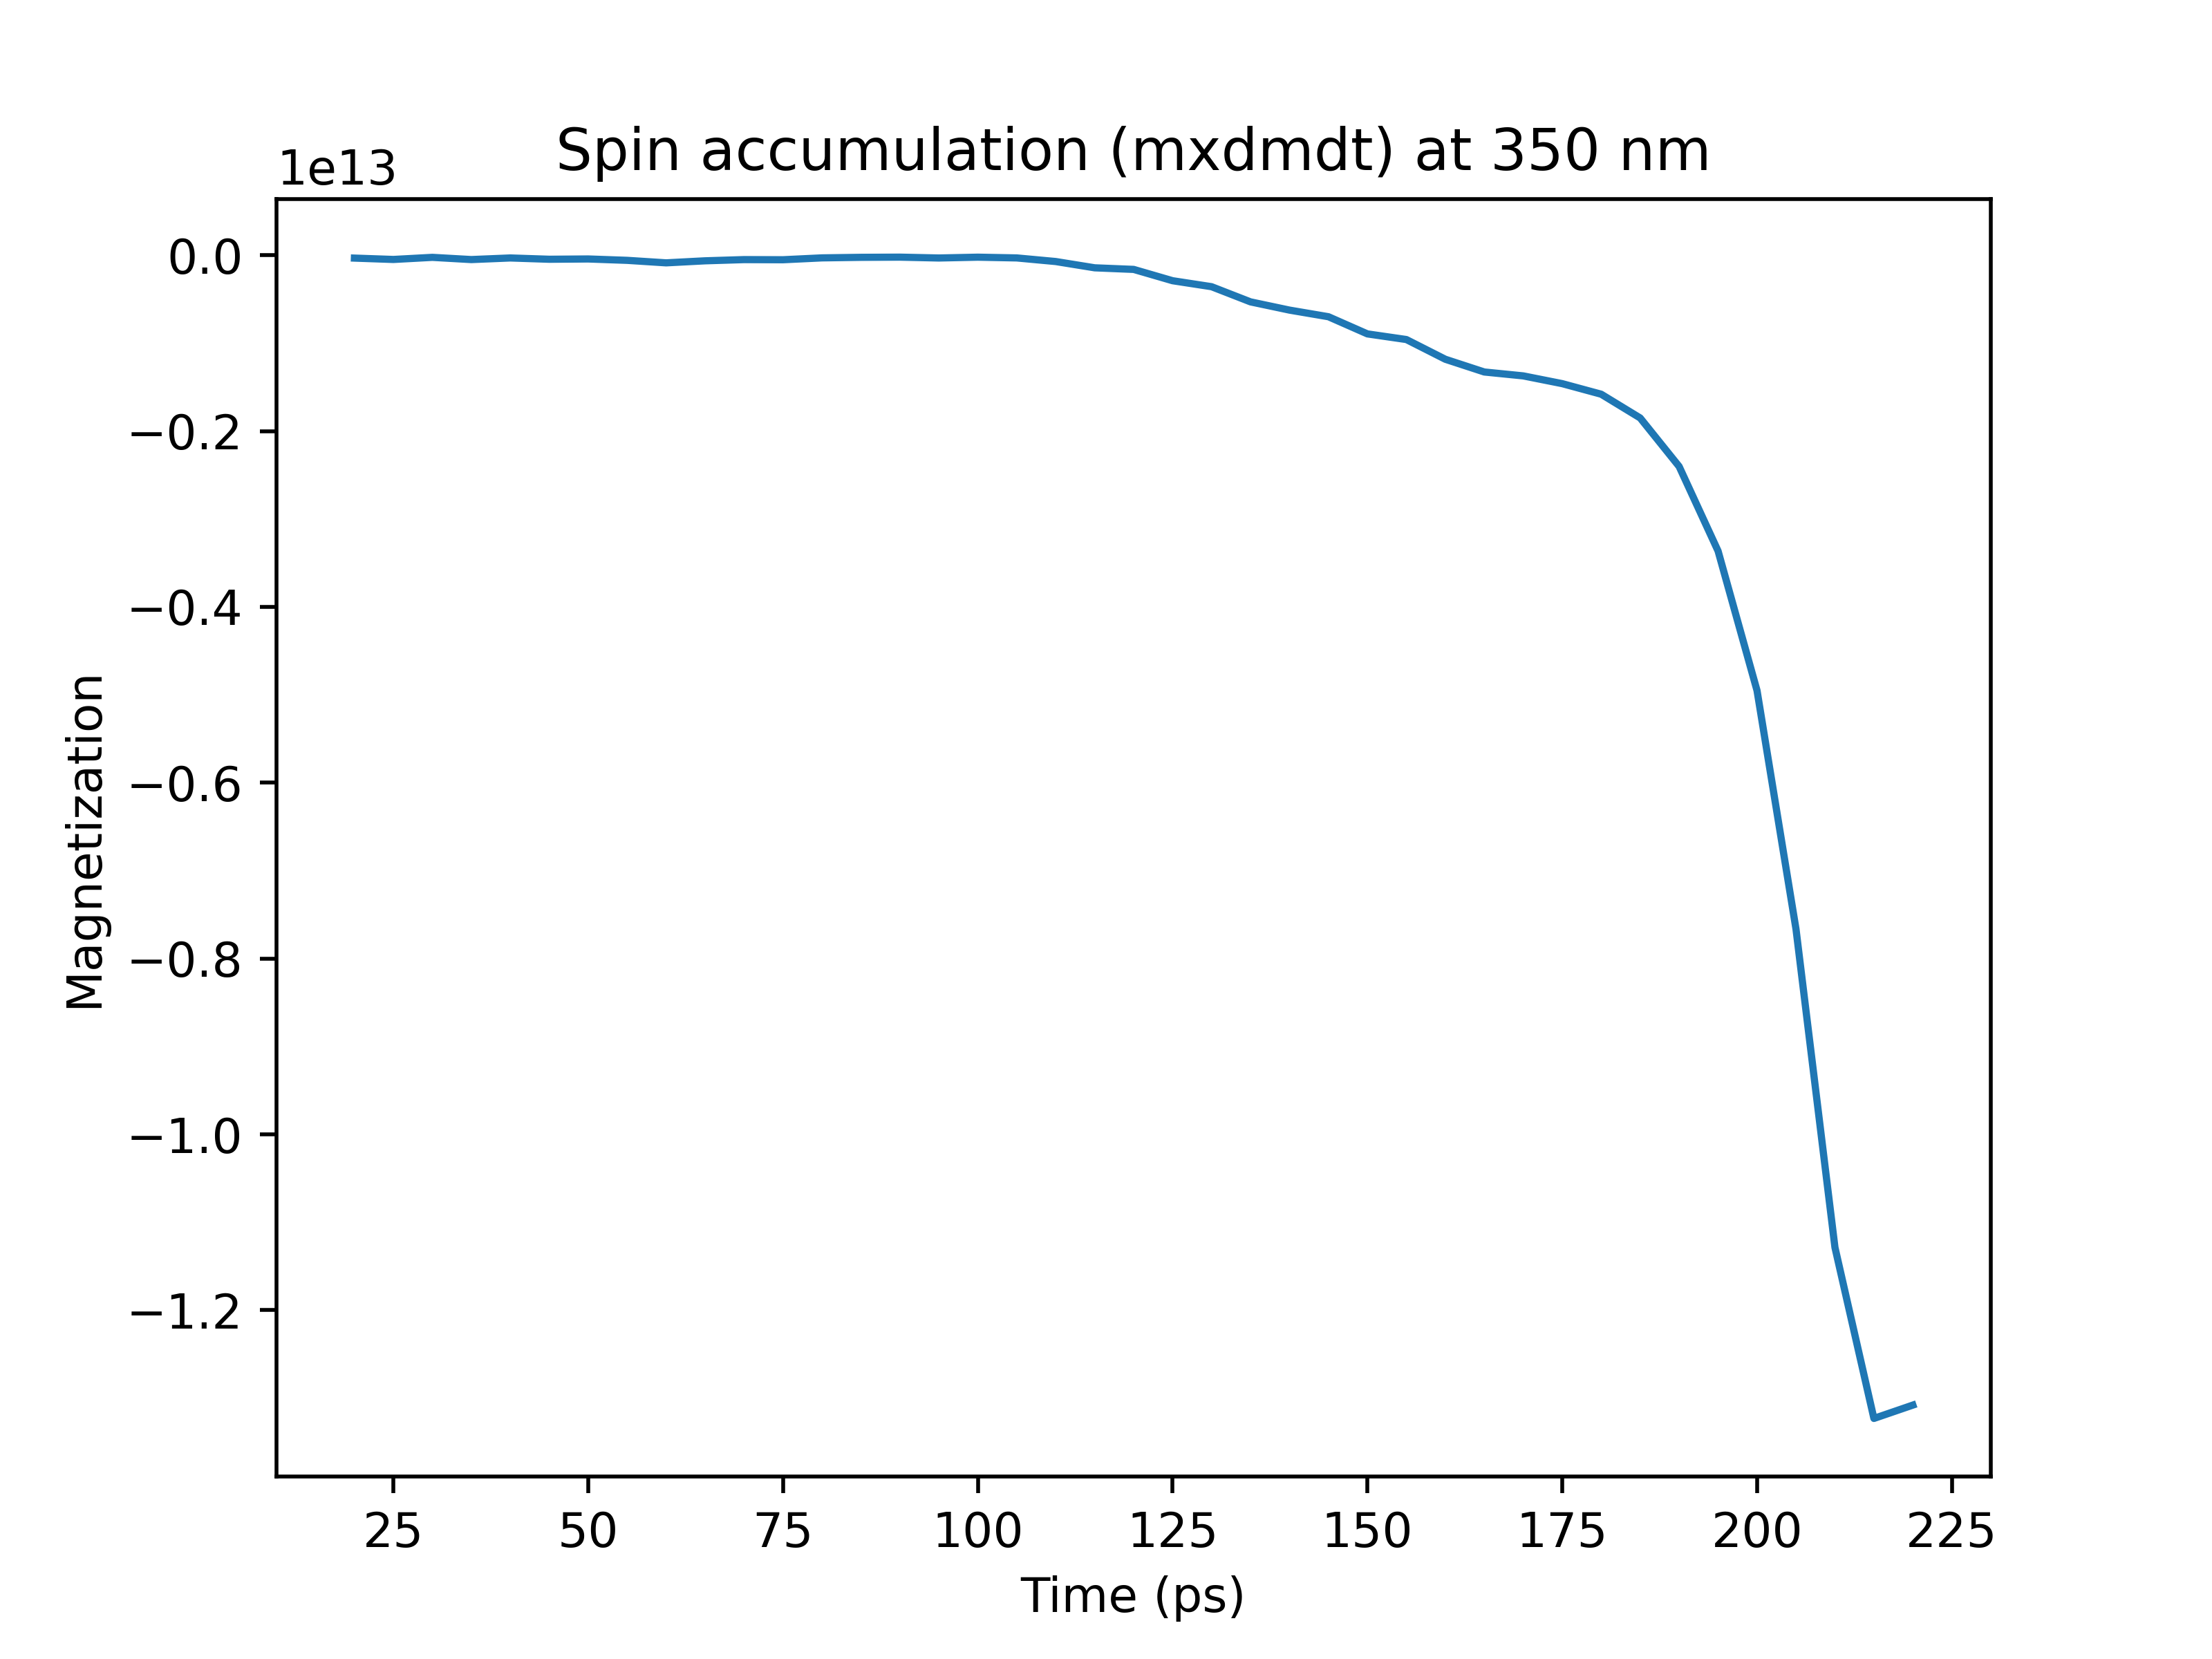 Spin accumulation (mxdmdt) at 350 nm
1e13
0.0
−0.2
−0.4
−0.6
−0.8
−1.0
−1.2
Magnetization
25 50 75 100 125 150 175 200 225
Time (ps)